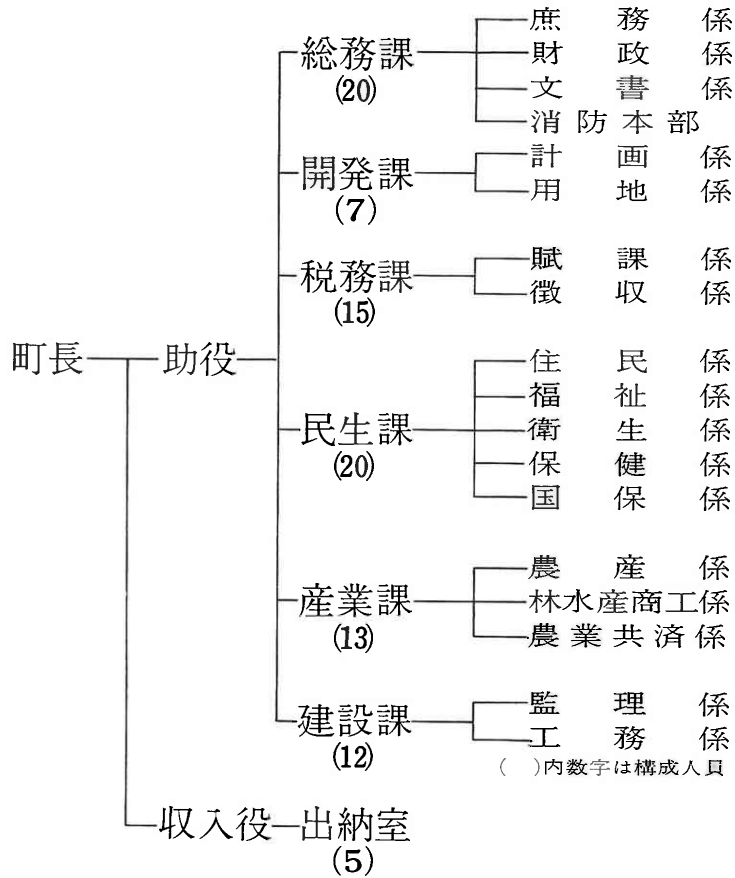 町長
助役
総務課
(20)
庶務係
財政係
文書係
消防本部
開発課
(7)
計画係
用地係
税務課
(15)
賦課係
徴収係
民生課
(20)
住民係
福祉係
衛生係
保健係
国保係
産業課
(13)
農産係
林水産商工係
農業共済係
建設課
(12)
監理係
工務係
( )内数字は構成人員
収入役
出納室
(5)